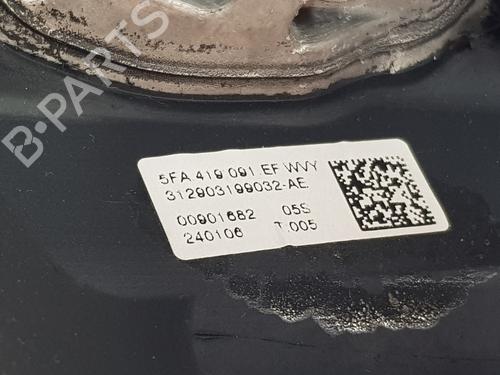 B-PARTS
5FA 419 091 EF WVY
312903199032-AE
00901682 05S
240106 T.005